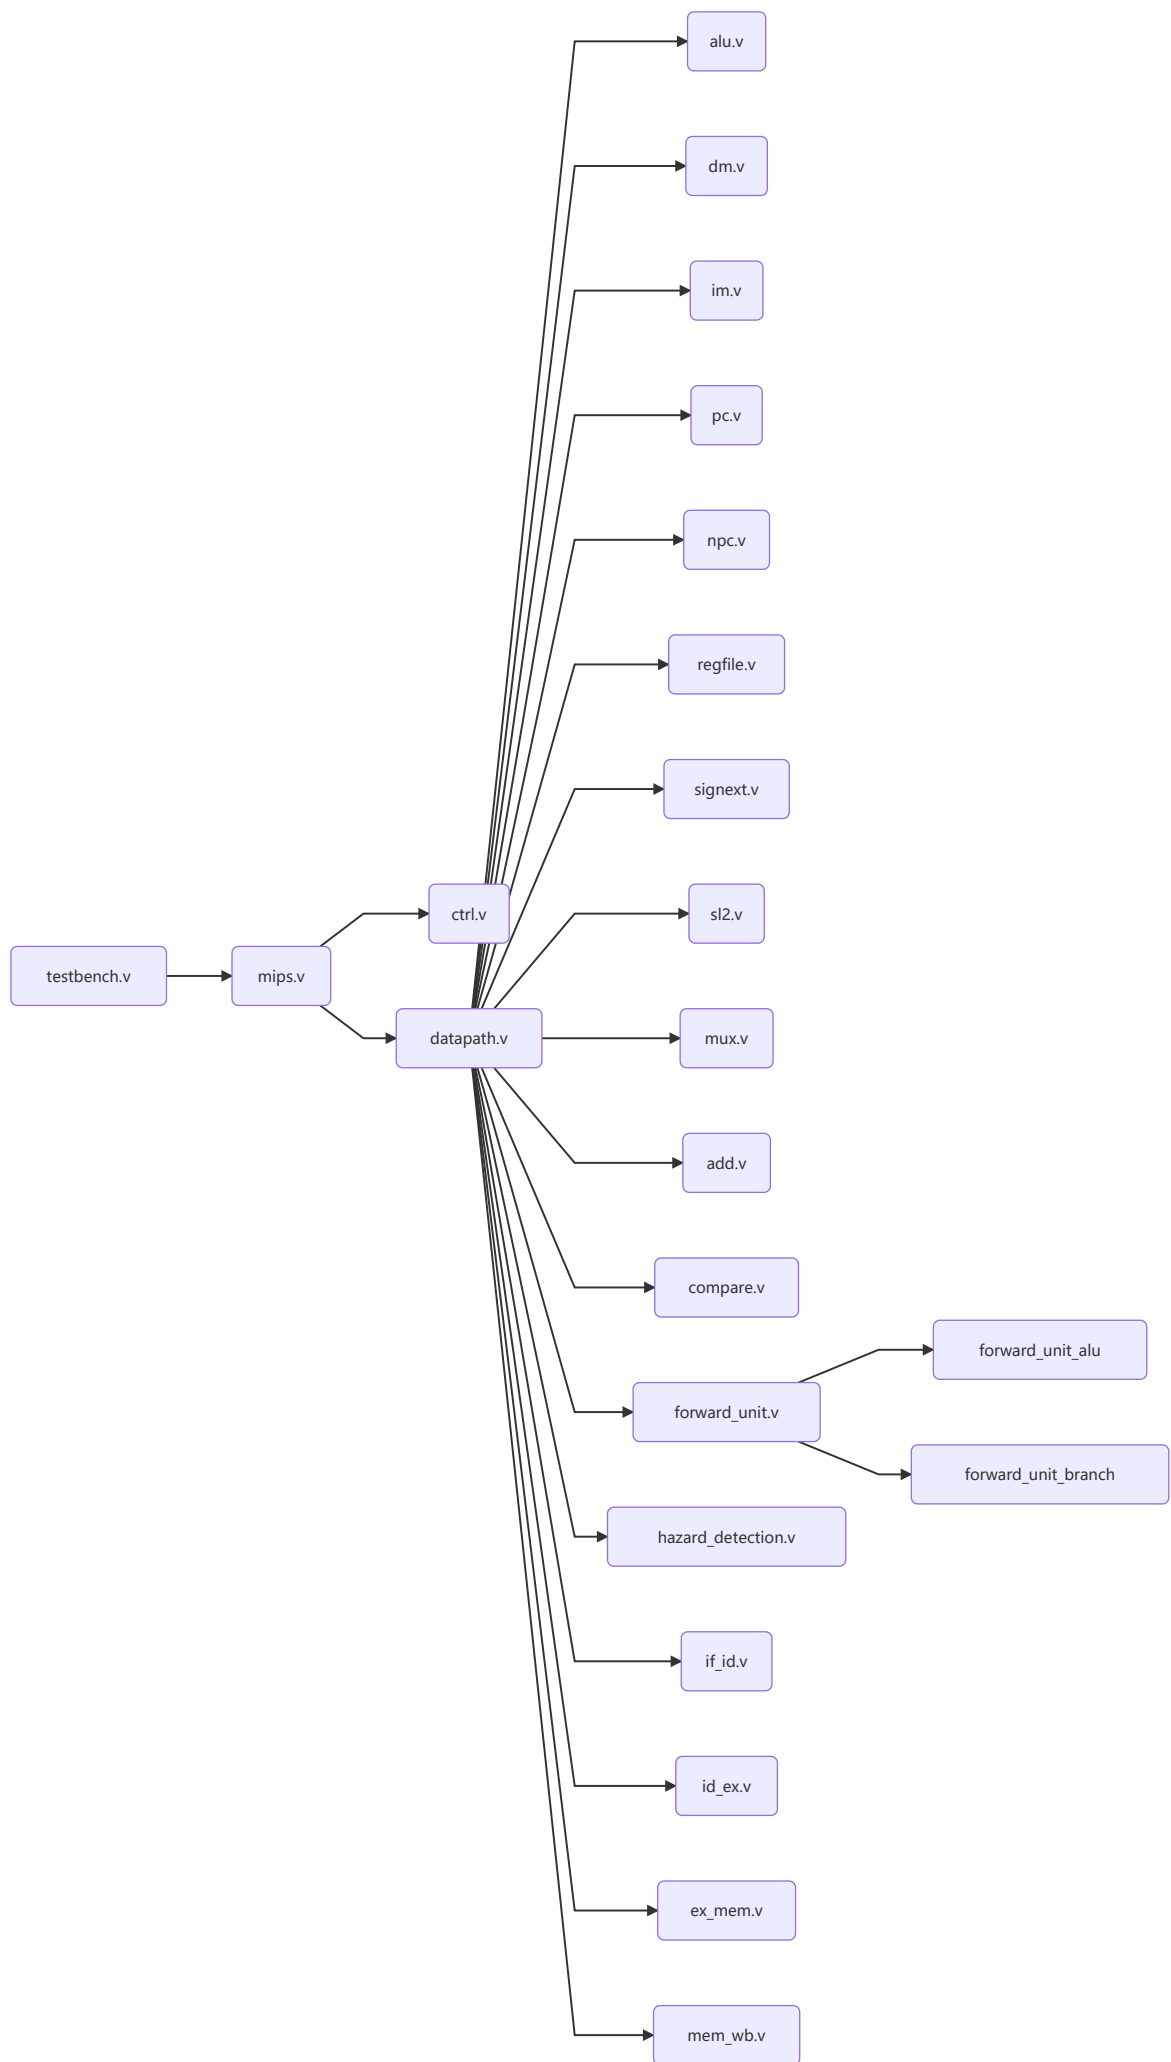 alu.v
dm.v
im.v
pc.v
npc.v
regfile.v
signext.v
ctrl.v
sl2.v
testbench.v
mips.v
datapath.v
mux.v
add.v
compare.v
forward_unit_alu
forward_unit.v
forward_unit_branch
hazard_detection.v
if_id.v
id_ex.v
ex_mem.v
mem_wb.v